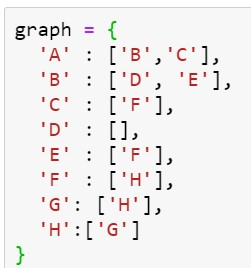 graph = {
  'A' : ['B','C'],
  'B' : ['D', 'E'],
  'C' : ['F'],
  'D' : [],
  'E' : ['F'],
  'F' : ['H'],
  'G': ['H'],
  'H':['G']
}